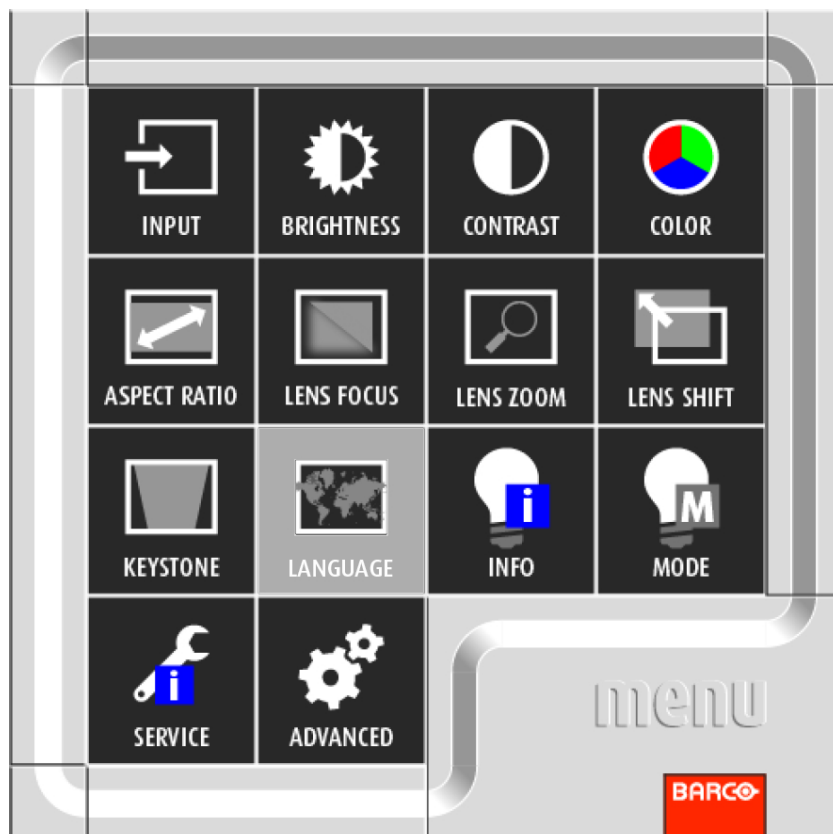 INPUT
BRIGHTNESS
CONTRAST
COLOR
ASPECT RATIO
LENS FOCUS
LENS ZOOM
LENS SHIFT
KEYSTONE
LANGUAGE
i
INFO
M
MODE
i
SERVICE
ADVANCED
menu
BARCO